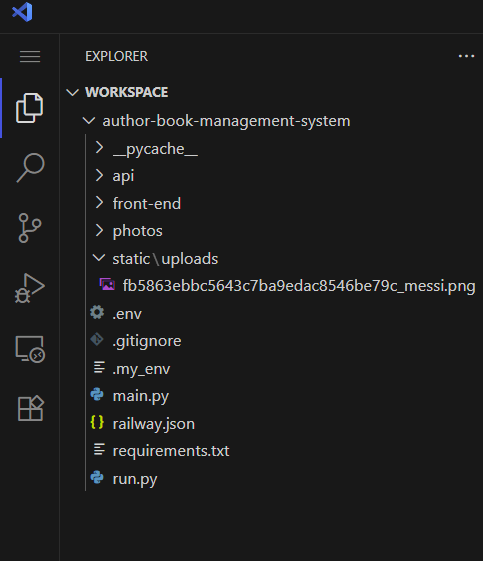 EXPLORER
WORKSPACE
author-book-management-system
__pycache__
api
front-end
photos
static\uploads
fb5863ebbc5643c7ba9edac8546be79c_messi.png
.env
.gitignore
.my_env
main.py
railway.json
requirements.txt
run.py